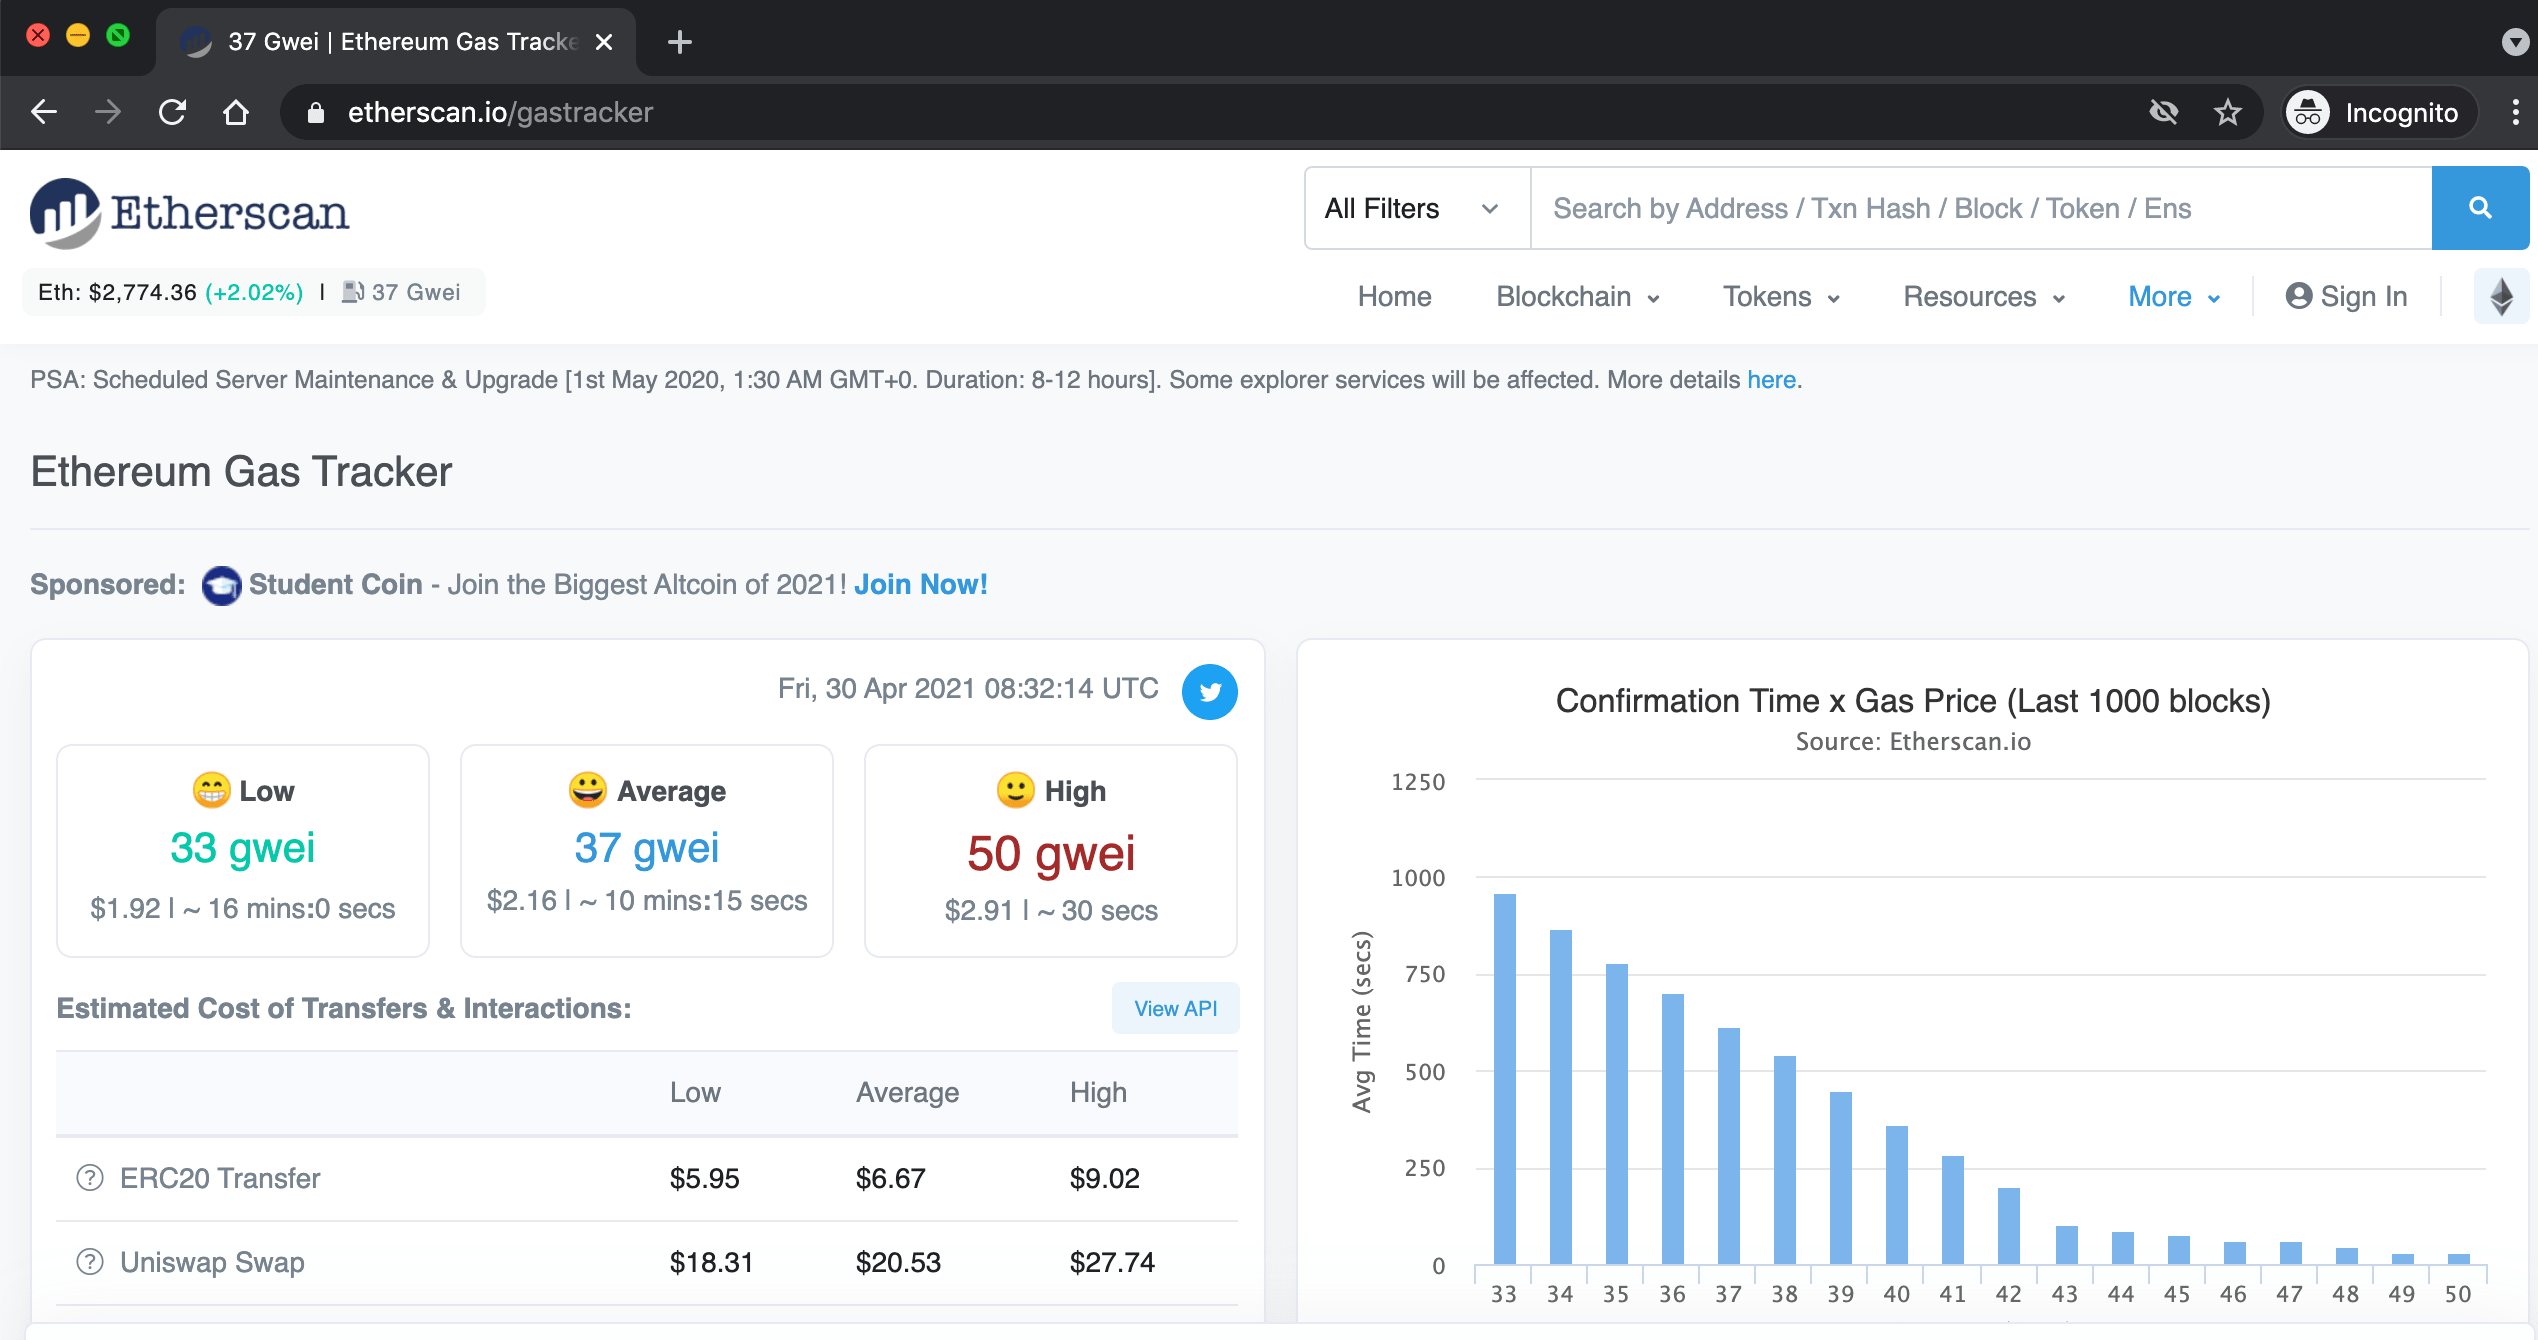 37 Gwei | Ethereum Gas Tracke
etherscan.io/gastracker
Incognito
Etherscan
All Filters
Search by Address / Txn Hash / Block / Token / Ens
Eth: $2,774.36 (+2.02%) | 37 Gwei
Home Blockchain Tokens Resources More Sign In
PSA: Scheduled Server Maintenance & Upgrade [1st May 2020, 1:30 AM GMT+0. Duration: 8-12 hours]. Some explorer services will be affected. More details here.
Ethereum Gas Tracker
Sponsored: Student Coin - Join the Biggest Altcoin of 2021! Join Now!
Fri, 30 Apr 2021 08:32:14 UTC
Low
33 gwei
$1.92 | ~ 16 mins:0 secs
Average
37 gwei
$2.16 | ~ 10 mins:15 secs
High
50 gwei
$2.91 | ~ 30 secs
Estimated Cost of Transfers & Interactions:
View API
Low Average High
ERC20 Transfer $5.95 $6.67 $9.02
Uniswap Swap $18.31 $20.53 $27.74
Confirmation Time x Gas Price (Last 1000 blocks)
Source: Etherscan.io
Avg Time (secs)
1250
1000
750
500
250
0
33 34 35 36 37 38 39 40 41 42 43 44 45 46 47 48 49 50